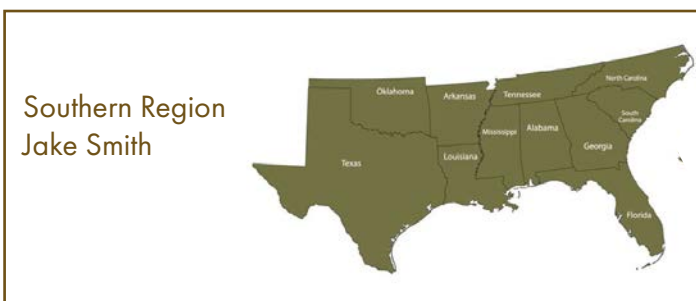 Southern Region
Jake Smith
North Carolina
Oklahoma
Arkansas
Tennessee
South
Carolina
Mississippi
Alabama
Georgia
Louisiana
Texas
Florida